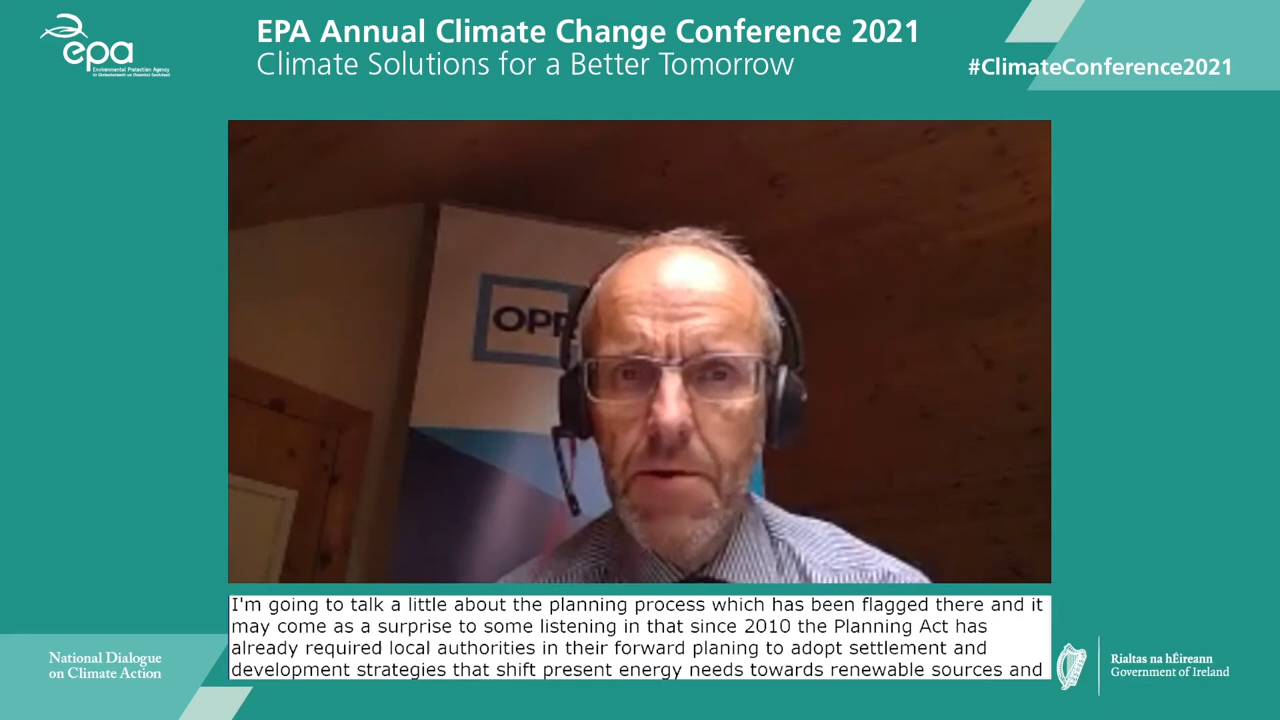 epa
Environmental Protection Agency
EPA Annual Climate Change Conference 2021
Climate Solutions for a Better Tomorrow
#ClimateConference2021
OPR
I'm going to talk a little about the planning process which has been flagged there and it
may come as a surprise to some listening in that since 2010 the Planning Act has
already required local authorities in their forward planing to adopt settlement and
development strategies that shift present energy needs towards renewable sources and
National Dialogue
on Climate Action
Rialtas na hÉireann
Government of Ireland